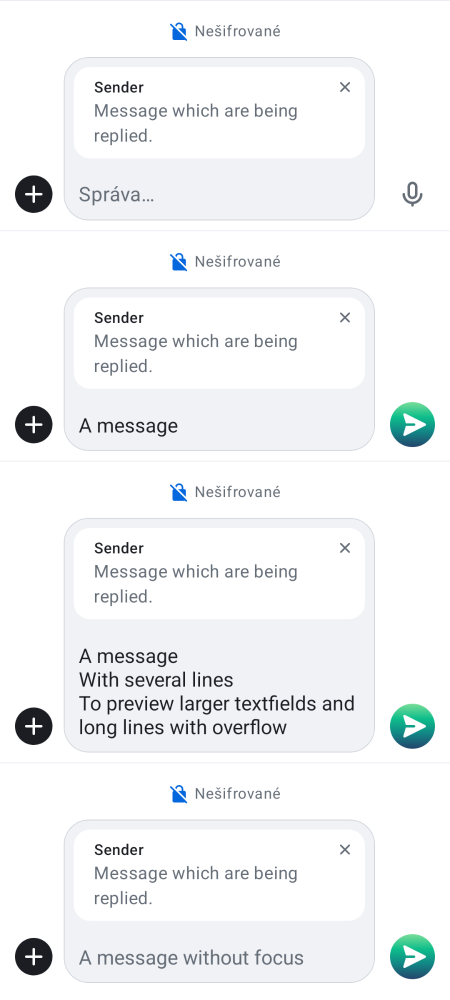 Nešifrované
Sender
Message which are being
replied.
Správa…
Nešifrované
Sender
Message which are being
replied.
A message
Nešifrované
Sender
Message which are being
replied.
A message
With several lines
To preview larger textfields and
long lines with overflow
Nešifrované
Sender
Message which are being
replied.
A message without focus